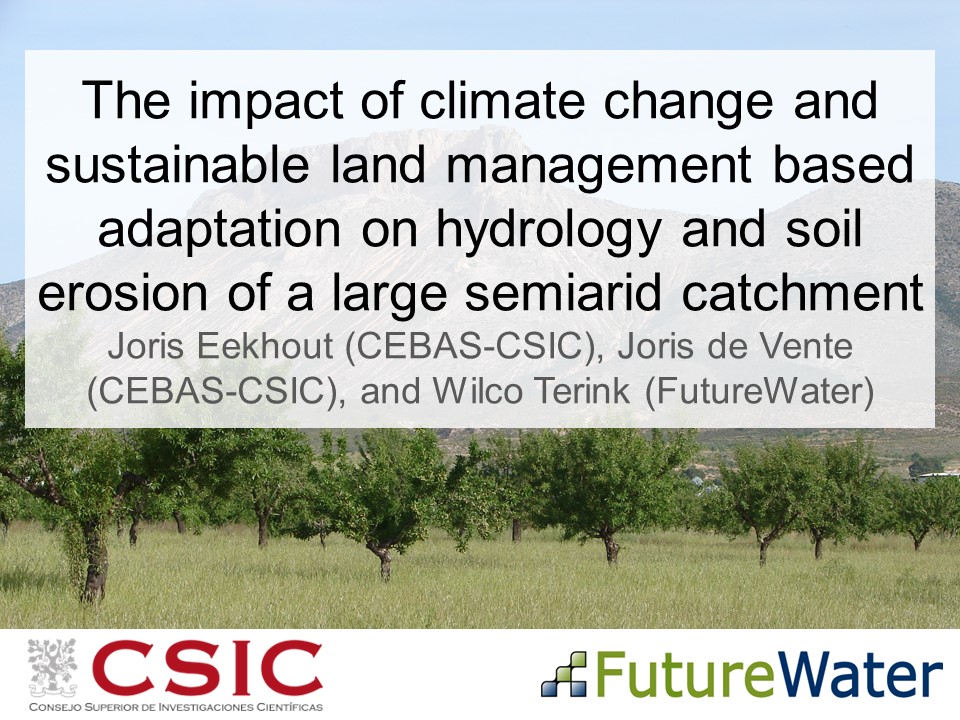 The impact of climate change and
sustainable land management based
adaptation on hydrology and soil
erosion of a large semiarid catchment
Joris Eekhout (CEBAS-CSIC), Joris de Vente
(CEBAS-CSIC), and Wilco Terink (FutureWater)
CSIC
CONSEJO SUPERIOR DE INVESTIGACIONES CIENTÍFICAS
FutureWater